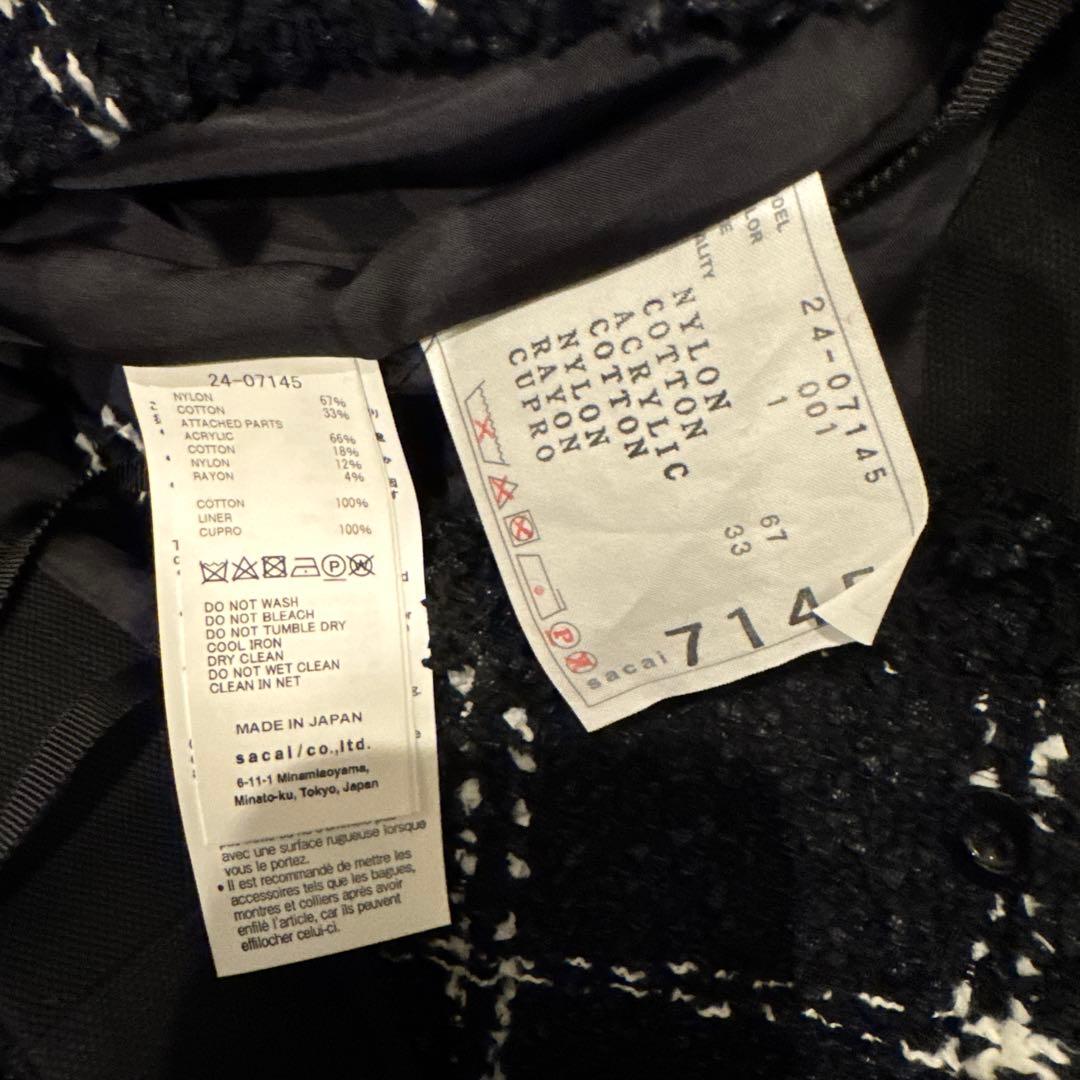 24-07145
NYLON 67%
COTTON 33%
ATTACHED PARTS
ACRYLIC 66%
COTTON 18%
NYLON 12%
RAYON 4%
COTTON 100%
LINER
CUPRO 100%
P W
DO NOT WASH
DO NOT BLEACH
DO NOT TUMBLE DRY
COOL IRON
DRY CLEAN
DO NOT WET CLEAN
CLEAN IN NET
MADE IN JAPAN
sacai/co.,ltd.
6-11-1 Minamiaoyama,
Minato-ku, Tokyo, Japan
avec une surface rugueuse lorsque
vous le portez.
• Il est recommandé de mettre les
accessoires tels que les bagues,
montres et colliers après avoir
enfilé l'article, car ils peuvent
effilocher celui-ci.
DEL 24-07145
LOR 001
E 1
ALITY
NYLON 67
COTTON 33
ACRYLIC
COTTON
NYLON
RAYON
CUPRO
P
sacai 714